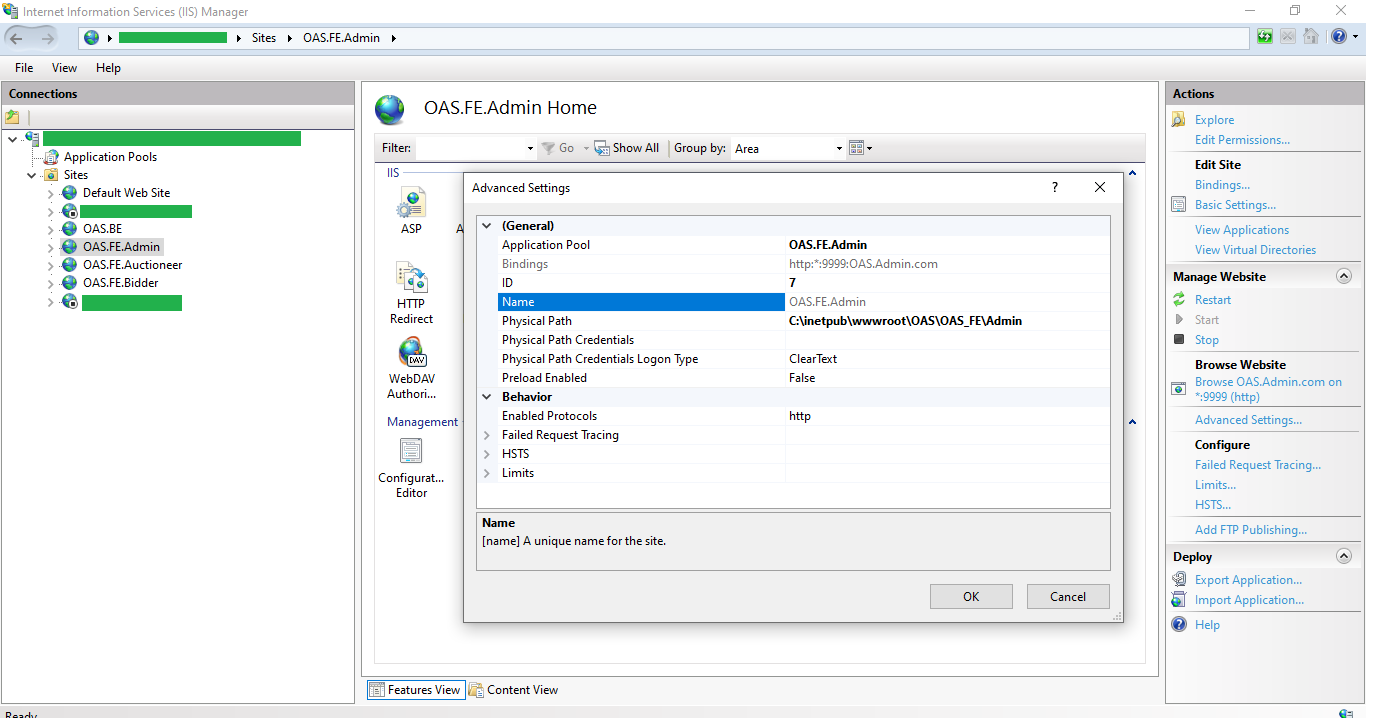 Internet Information Services (IIS) Manager
Sites
OAS.FE.Admin
File View Help
Connections
Application Pools
Sites
Default Web Site
OAS.BE
OAS.FE.Admin
OAS.FE.Auctioneer
OAS.FE.Bidder
OAS.FE.Admin Home
Filter: Go Show All Group by: Area
IIS
ASP
A
HTTP
Redirect
WebDAV
Authori...
Management
Configurat...
Editor
Advanced Settings
?
(General)
Application Pool OAS.FE.Admin
Bindings http:*:9999:OAS.Admin.com
ID 7
Name OAS.FE.Admin
Physical Path C:\inetpub\wwwroot\OAS\OAS_FE\Admin
Physical Path Credentials
Physical Path Credentials Logon Type ClearText
Preload Enabled False
Behavior
Enabled Protocols http
Failed Request Tracing
HSTS
Limits
Name
[name] A unique name for the site.
OK Cancel
Features View Content View
Actions
Explore
Edit Permissions...
Edit Site
Bindings...
Basic Settings...
View Applications
View Virtual Directories
Manage Website
Restart
Start
Stop
Browse Website
Browse OAS.Admin.com on
*:9999 (http)
Advanced Settings...
Configure
Failed Request Tracing...
Limits...
HSTS...
Add FTP Publishing...
Deploy
Export Application...
Import Application...
Help
Ready